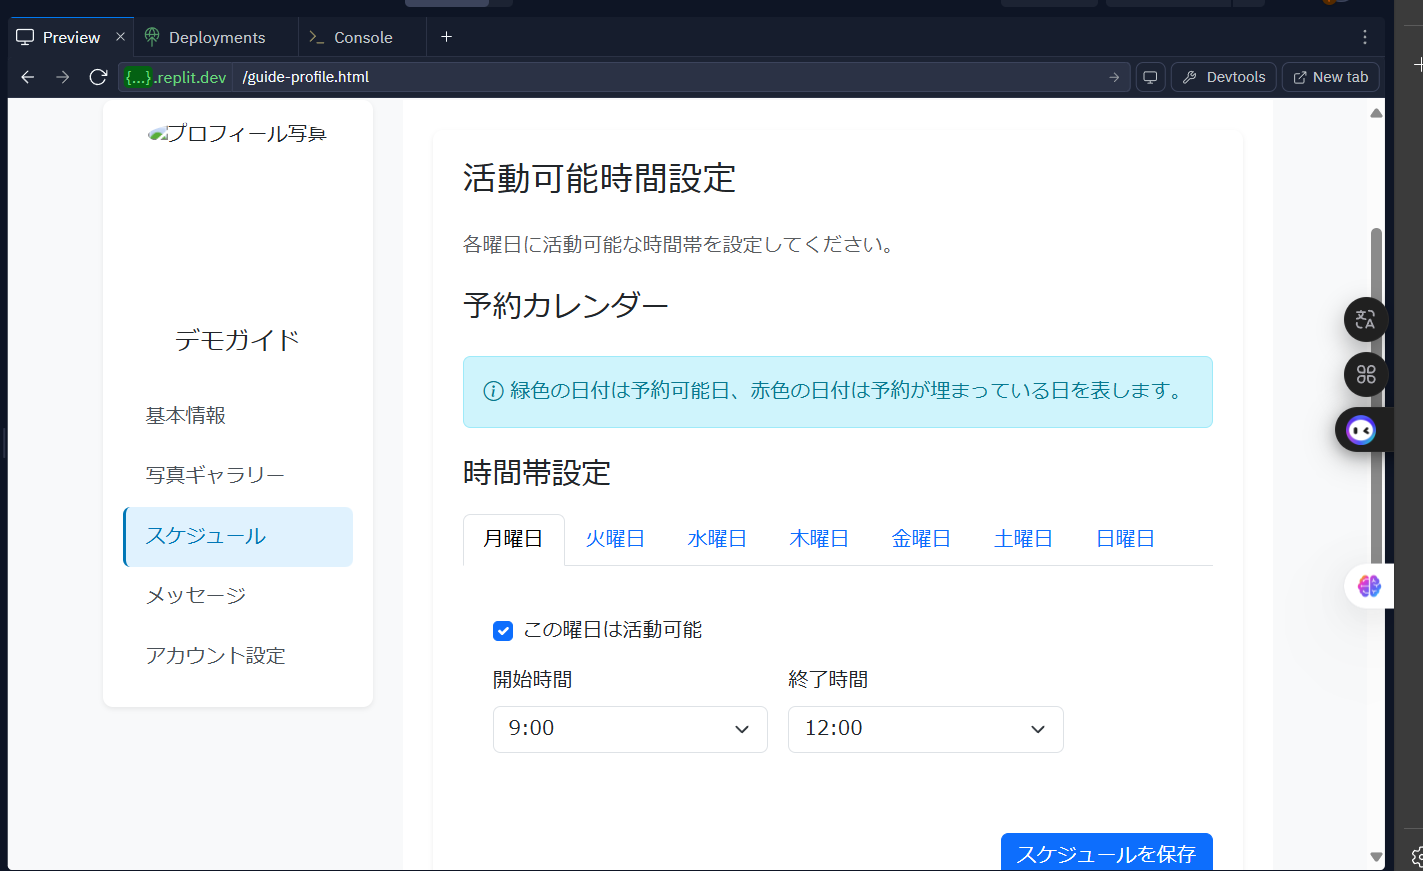 Preview
Deployments
Console
{...}.replit.dev
/guide-profile.html
Devtools
New tab
プロフィール写真
デモガイド
基本情報
写真ギャラリー
スケジュール
メッセージ
アカウント設定
活動可能時間設定
各曜日に活動可能な時間帯を設定してください。
予約カレンダー
緑色の日付は予約可能日、赤色の日付は予約が埋まっている日を表します。
時間帯設定
月曜日 火曜日 水曜日 木曜日 金曜日 土曜日 日曜日
この曜日は活動可能
開始時間 終了時間
9:00 12:00
スケジュールを保存